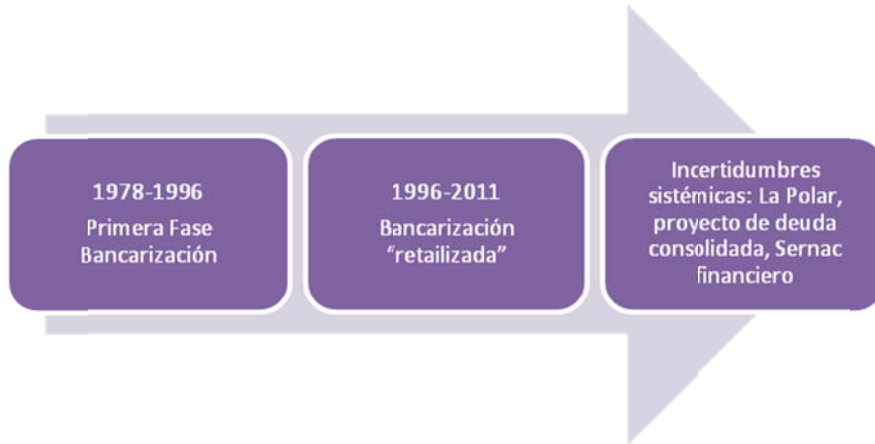 1978-1996
Primera Fase
Bancarización
1996-2011
Bancarización
“retailizada”
Incertidumbres
sistémicas: La Polar,
proyecto de deuda
consolidada, Sernac
financiero